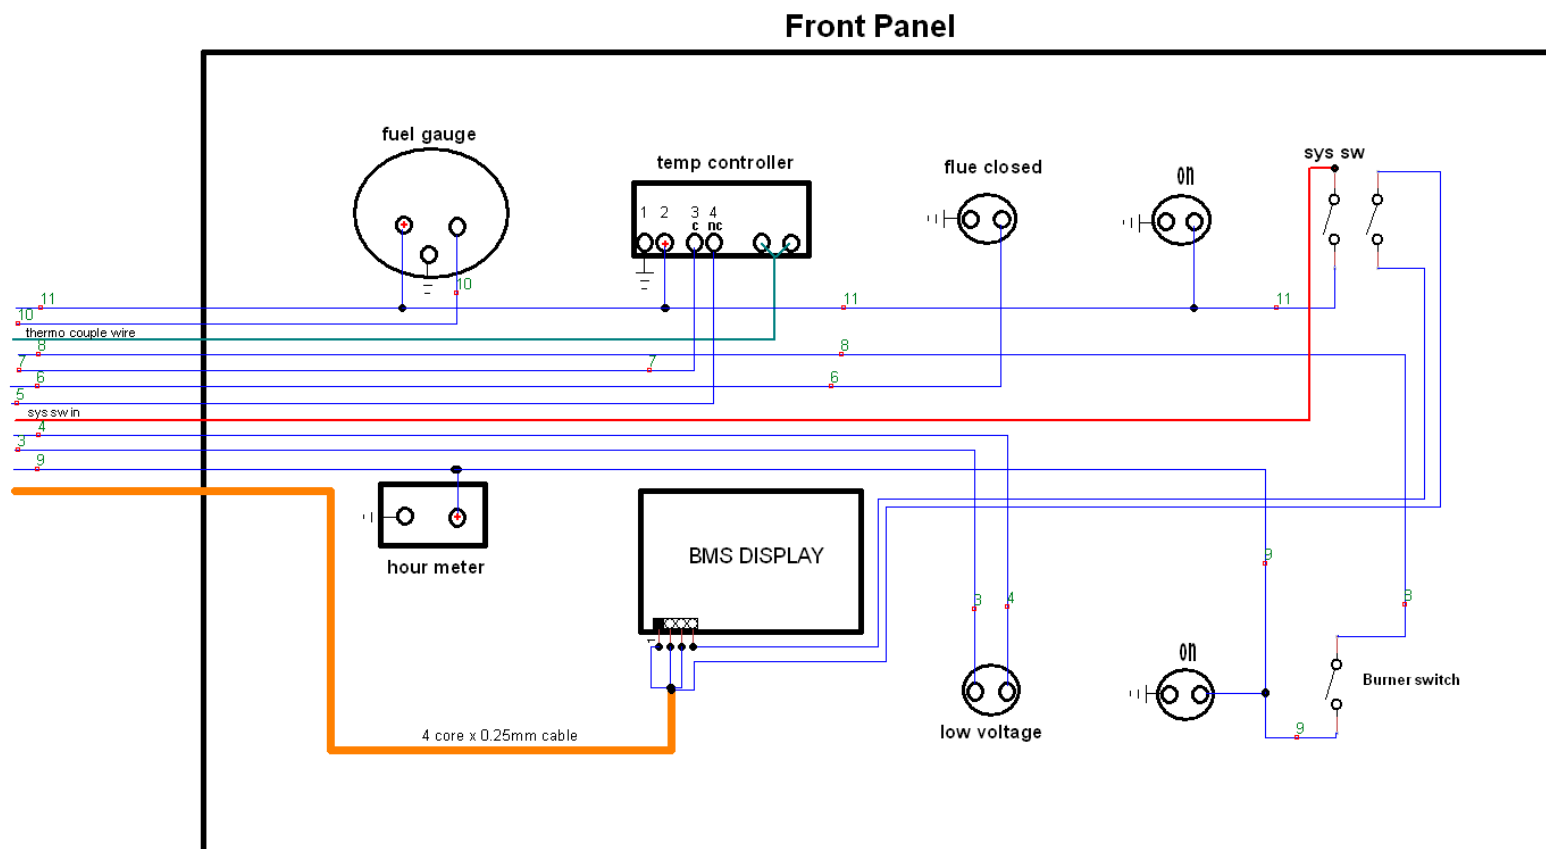 Front Panel
fuel gauge
temp controller
flue closed
on
sys sw
1 2 3 4
c nc
10
11 11 11
10
thermo couple wire
8 8
7 7
6 6
5
sys sw in
4
3
9
BMS DISPLAY
hour meter
9
3 4 8
1
on
Burner switch
low voltage
9
4 core x 0.25mm cable